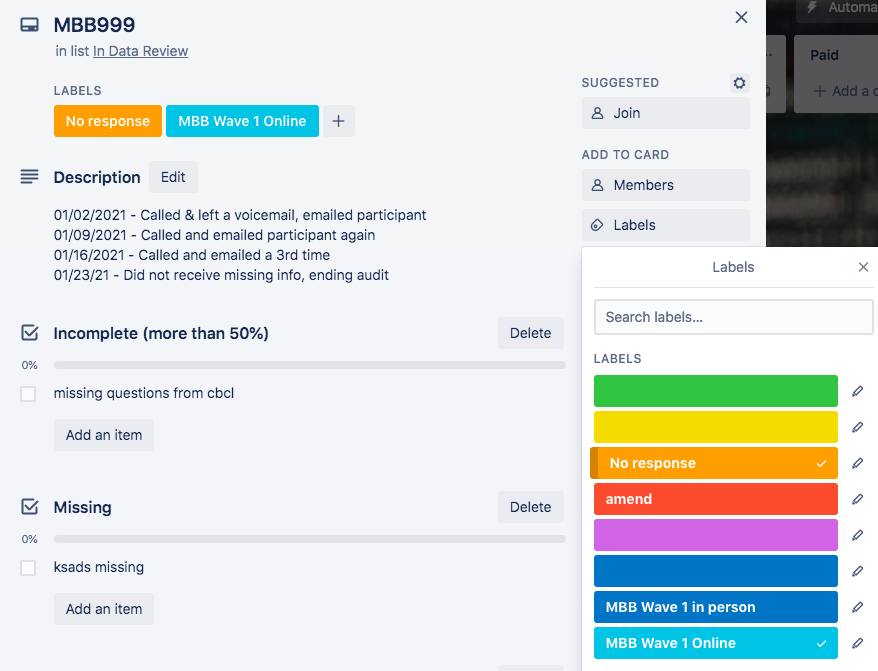 MBB999
in list In Data Review
LABELS
No response
MBB Wave 1 Online
+
Description
Edit
01/02/2021 - Called & left a voicemail, emailed participant
01/09/2021 - Called and emailed participant again
01/16/2021 - Called and emailed a 3rd time
01/23/21 - Did not receive missing info, ending audit
Incomplete (more than 50%)
Delete
0%
missing questions from cbcl
Add an item
Missing
Delete
0%
ksads missing
Add an item
SUGGESTED
Join
ADD TO CARD
Members
Labels
Labels
Search labels...
LABELS
No response
amend
MBB Wave 1 in person
MBB Wave 1 Online
Paid
+ Add a